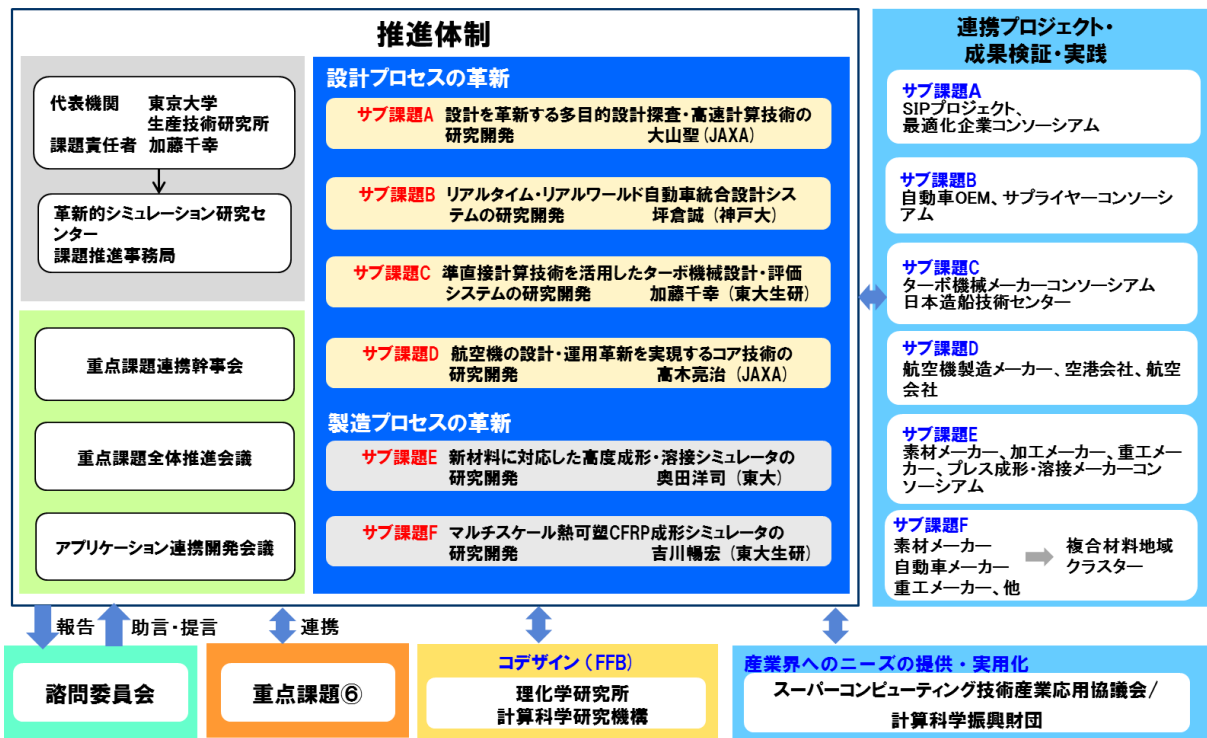 推進体制
代表機関　東京大学
生産技術研究所
課題責任者　加藤千幸
革新的シミュレーション研究セ
ンター
課題推進事務局
重点課題連携幹事会
重点課題全体推進会議
アプリケーション連携開発会議
設計プロセスの革新
サブ課題A　設計を革新する多目的設計探査・高速計算技術の
研究開発　大山聖(JAXA)
サブ課題B　リアルタイム・リアルワールド自動車統合設計シス
テムの研究開発　坪倉誠（神戸大）
サブ課題C　準直接計算技術を活用したターボ機械設計・評価
システムの研究開発　加藤千幸（東大生研）
サブ課題D　航空機の設計・運用革新を実現するコア技術の
研究開発　高木亮治（JAXA）
製造プロセスの革新
サブ課題E　新材料に対応した高度成形・溶接シミュレータの
研究開発　奥田洋司（東大）
サブ課題F　マルチスケール熱可塑CFRP成形シミュレータの
研究開発　吉川暢宏（東大生研）
連携プロジェクト・
成果検証・実践
サブ課題A
SIPプロジェクト、
最適化企業コンソーシアム
サブ課題B
自動車OEM、サプライヤーコンソーシ
アム
サブ課題C
ターボ機械メーカーコンソーシアム
日本造船技術センター
サブ課題D
航空機製造メーカー、空港会社、航空
会社
サブ課題E
素材メーカー、加工メーカー、重工メー
カー、プレス成形・溶接メーカーコン
ソーシアム
サブ課題F
素材メーカー
自動車メーカー
重工メーカー、他
複合材料地域
クラスター
報告
助言・提言
連携
諮問委員会
重点課題⑥
コデザイン（FFB）
理化学研究所
計算科学研究機構
産業界へのニーズの提供・実用化
スーパーコンピューティング技術産業応用協議会/
計算科学振興財団